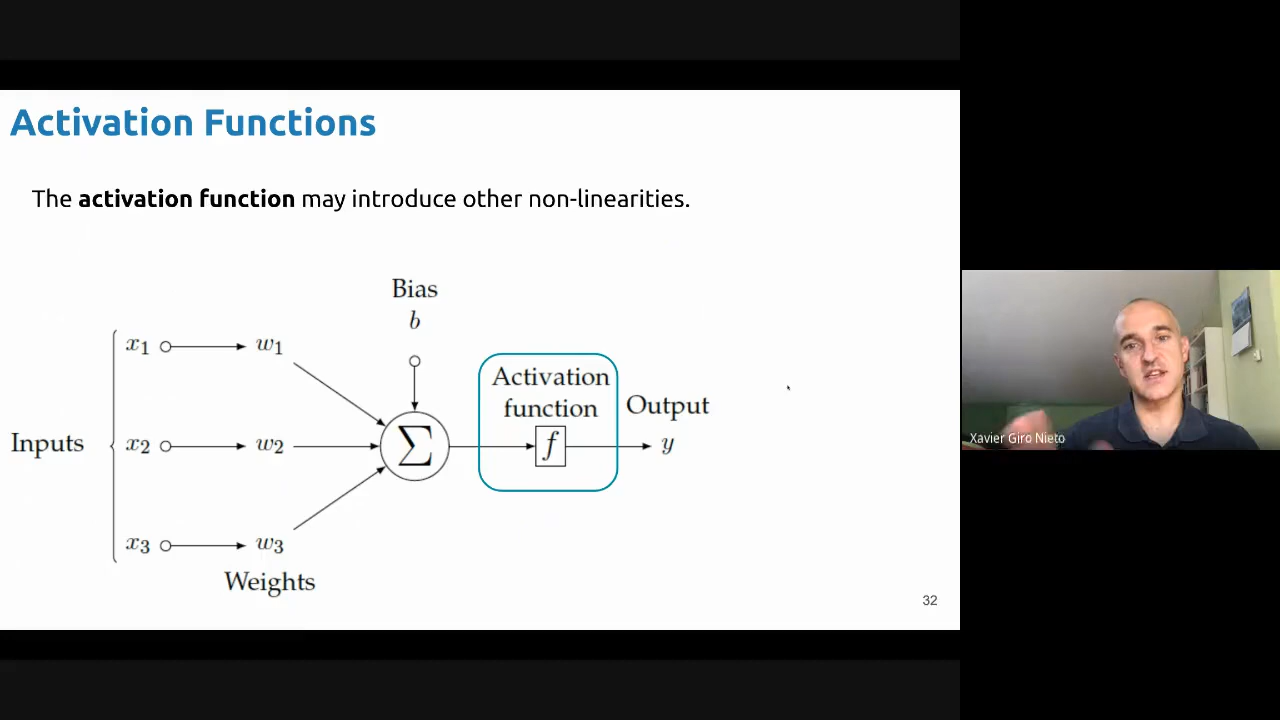 Activation Functions
The activation function may introduce other non-linearities.
Bias
b
x1 w1
Activation
function
Output
Inputs
x2 w2 ∑ f y
x3 w3
Weights
32
Xavier Giro Nieto